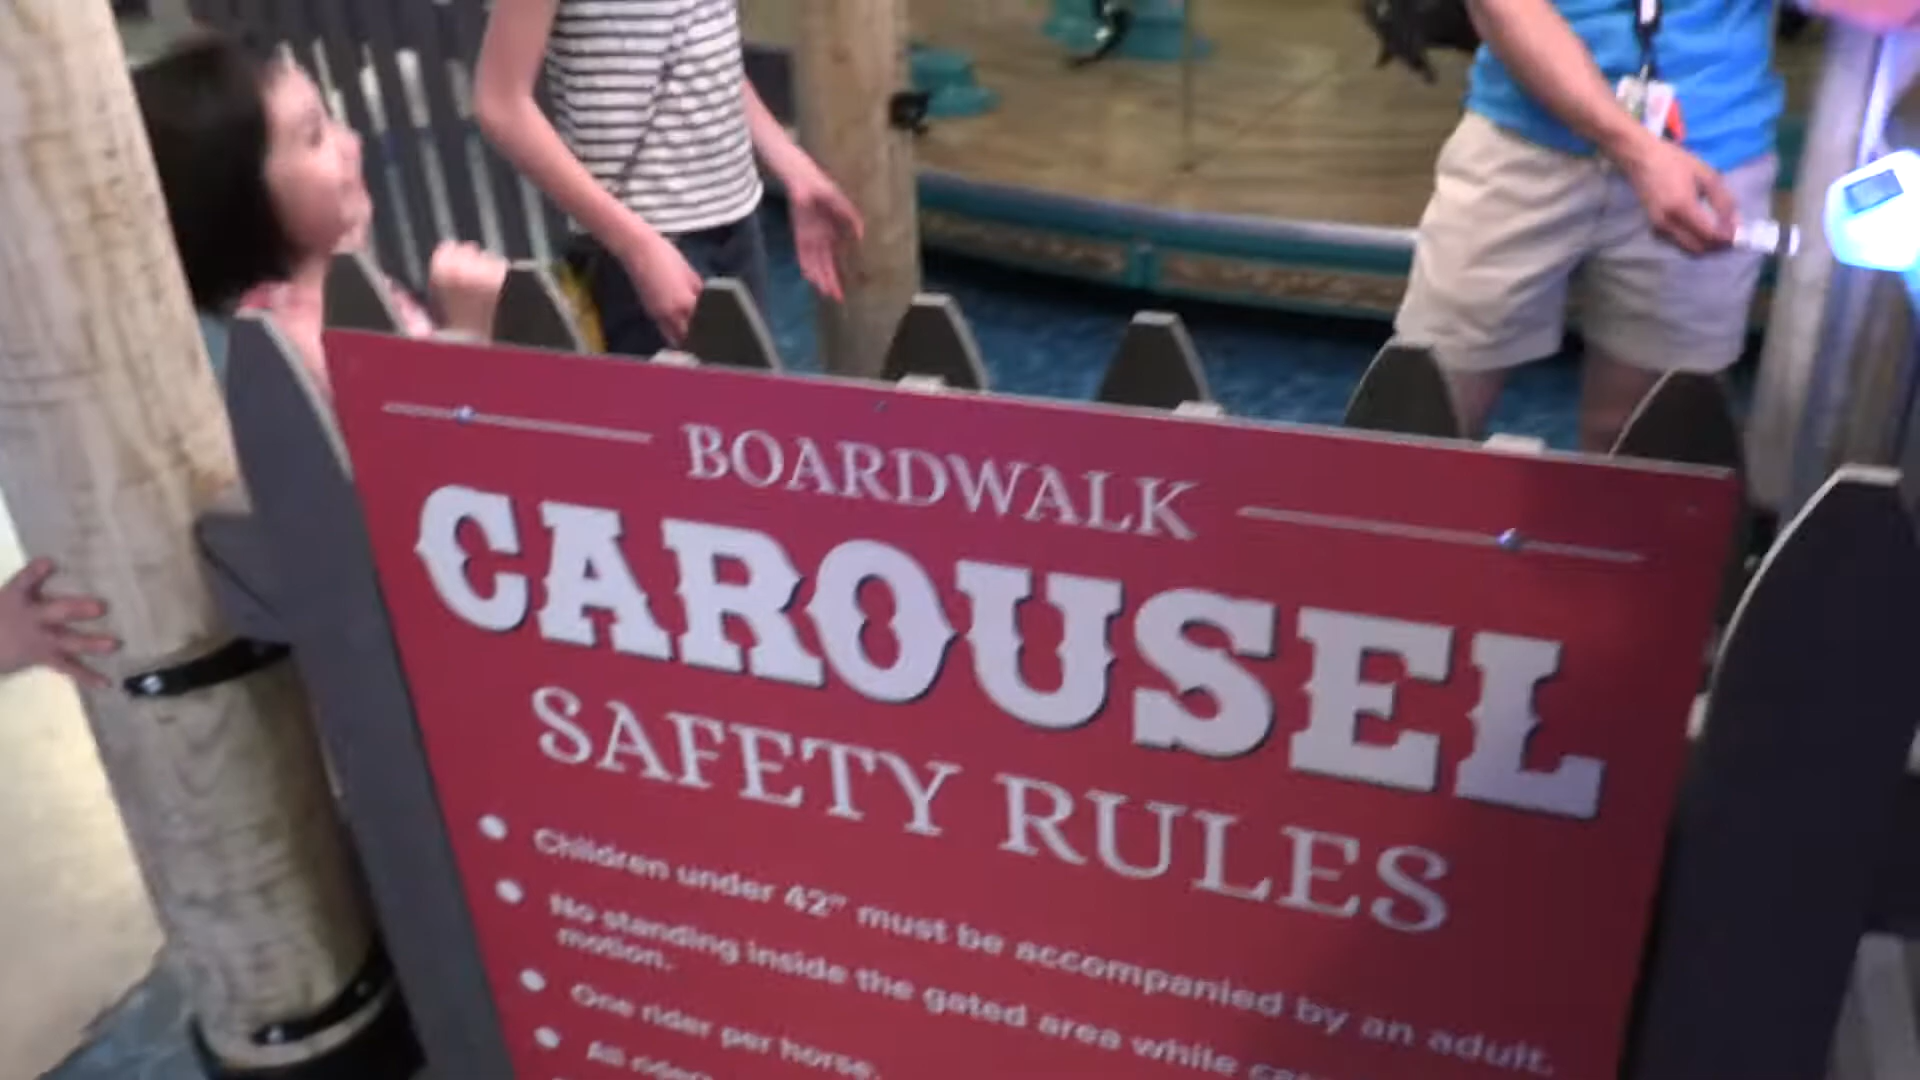 BOARDWALK
CAROUSEL
SAFETY RULES
Children under 42" must be accompanied by an adult.
No standing inside the gated area while
motion.
One rider per horse.
All